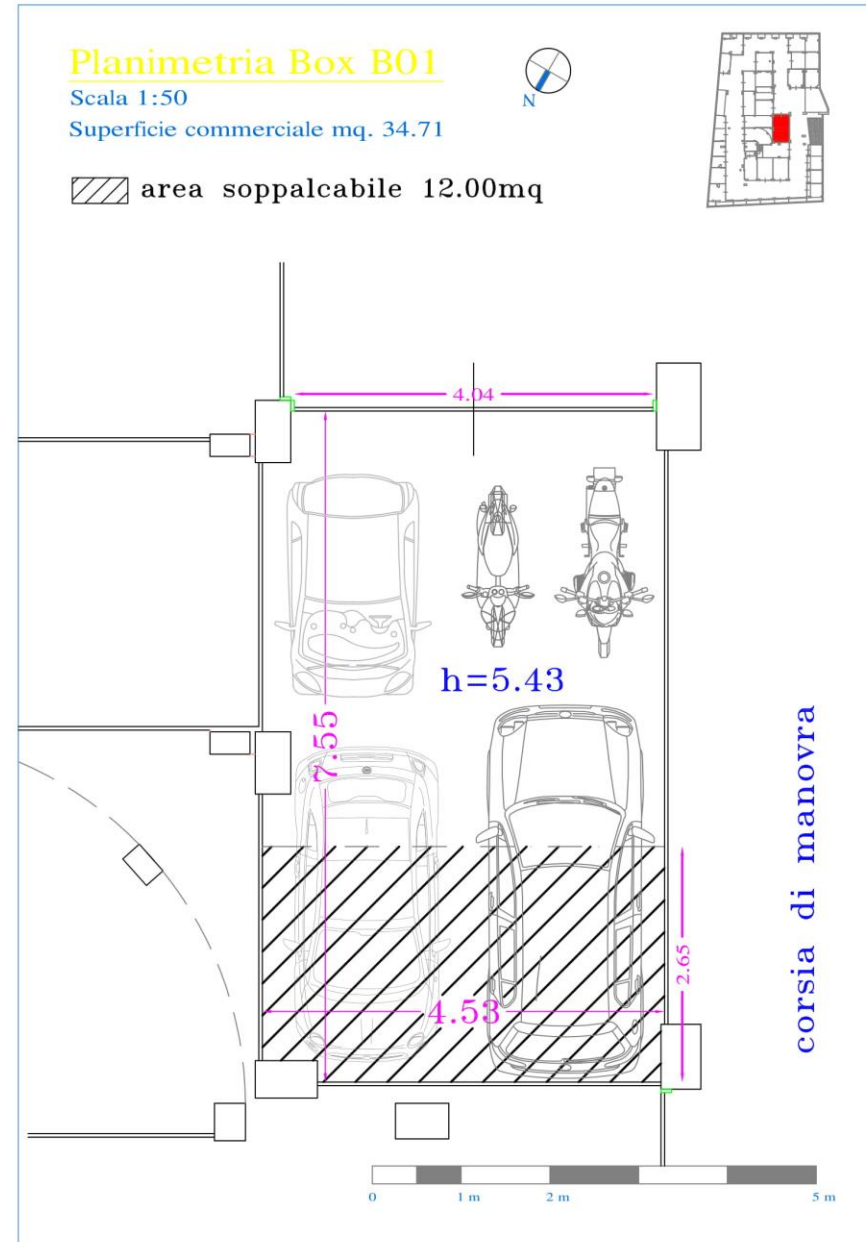 Planimetria Box B01
Scala 1:50
Superficie commerciale mq. 34.71
N
area soppalcabile 12.00mq
4.04
h=5.43
7.55
corsia di manovra
2.65
4.53
0 1 m 2 m 5 m